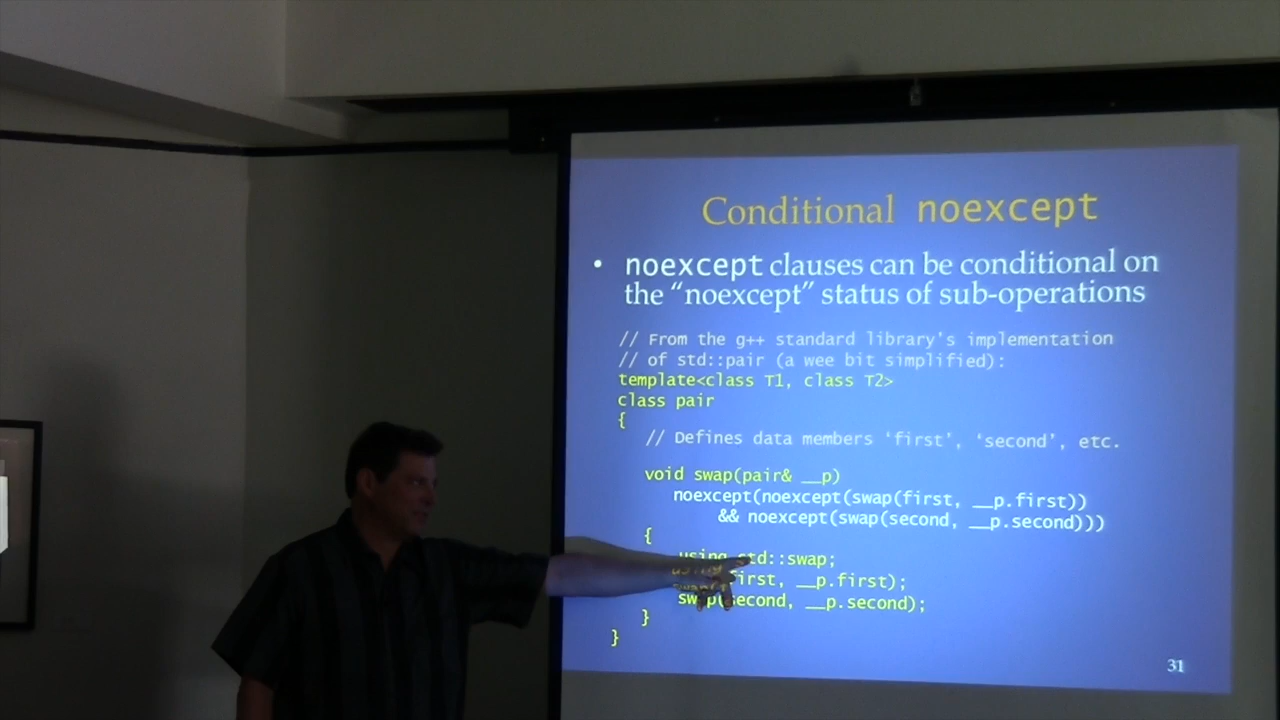 Conditional noexcept
• noexcept clauses can be conditional on
the “noexcept” status of sub-operations
// From the g++ standard library's implementation
// of std::pair (a wee bit simplified):
template<class T1, class T2>
class pair
{
// Defines data members ‘first’, ‘second’, etc.
void swap(pair& __p)
noexcept(noexcept(swap(first, __p.first))
&& noexcept(swap(second, __p.second)))
{
using std::swap;
swap(first, __p.first);
swap(second, __p.second);
}
}
31